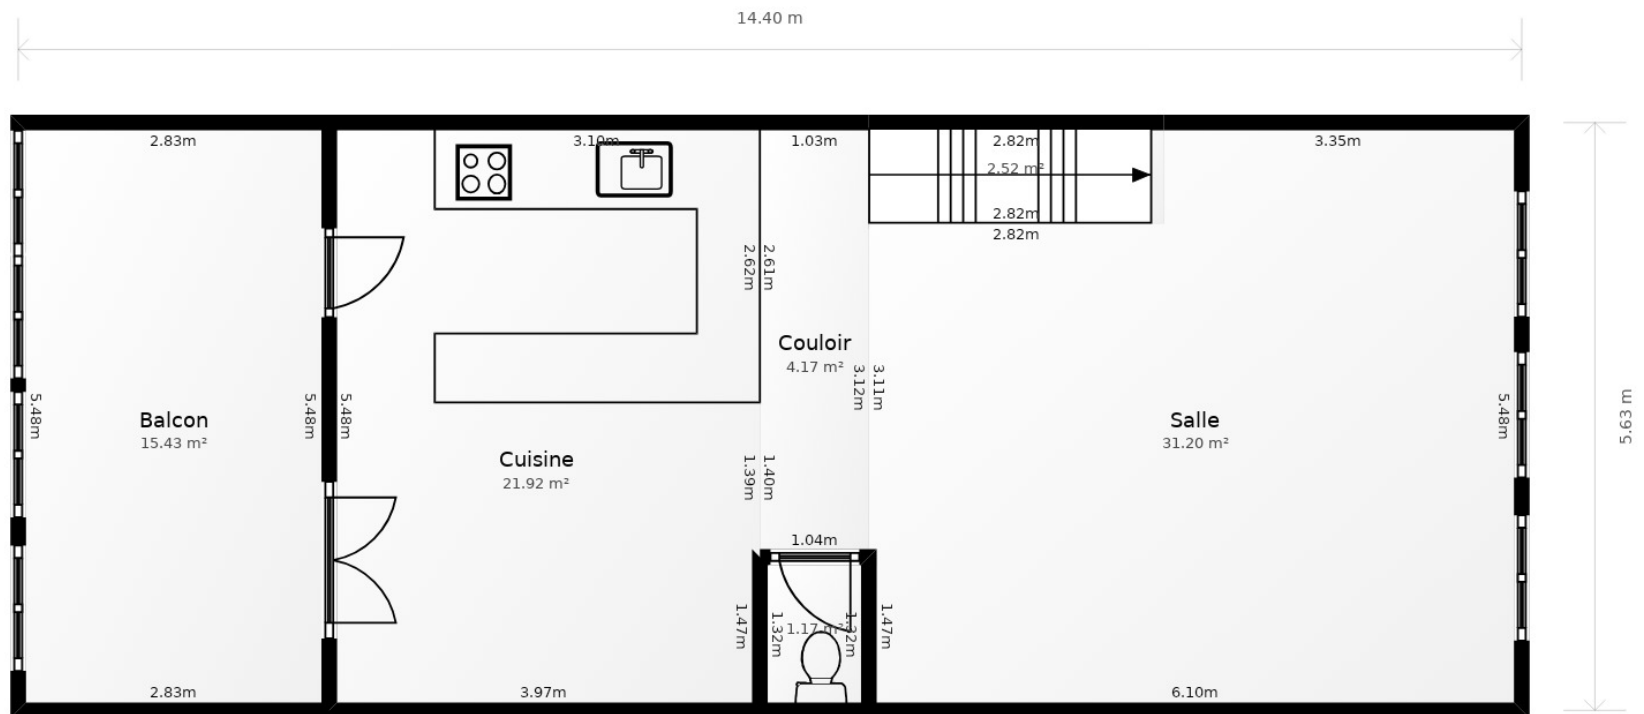 14.40 m
2.83m
3.10m
1.03m
2.82m
3.35m
2.52 m²
2.82m
2.82m
2.62m
2.61m
Couloir
4.17 m²
3.12m
3.11m
5.48m
5.48m
5.48m
5.48m
5.63 m
Balcon
15.43 m²
Salle
31.20 m²
Cuisine
21.92 m²
1.39m
1.40m
1.04m
1.47m
1.32m
1.17 m²
1.32m
1.47m
2.83m
3.97m
6.10m